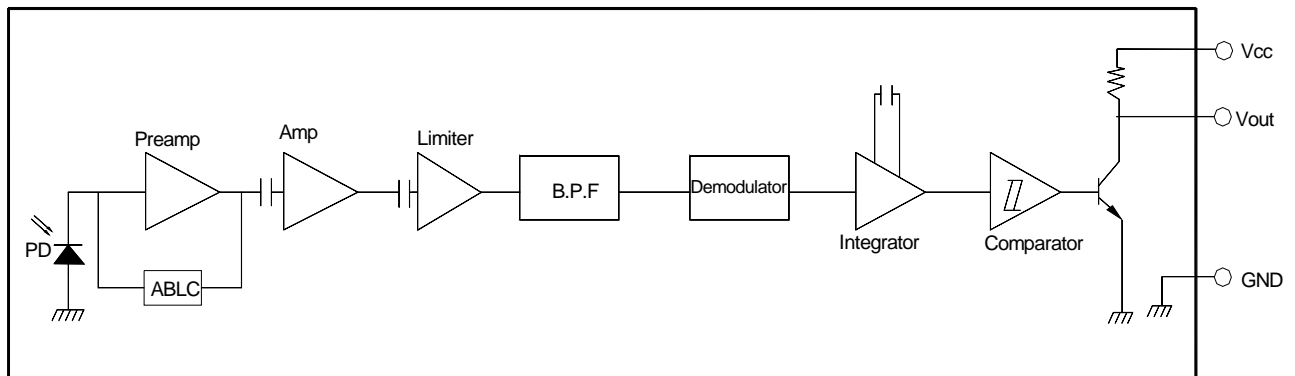 Vcc
Vout
Preamp
Amp
Limiter
B.P.F
Demodulator
PD
Integrator
Comparator
ABLC
GND